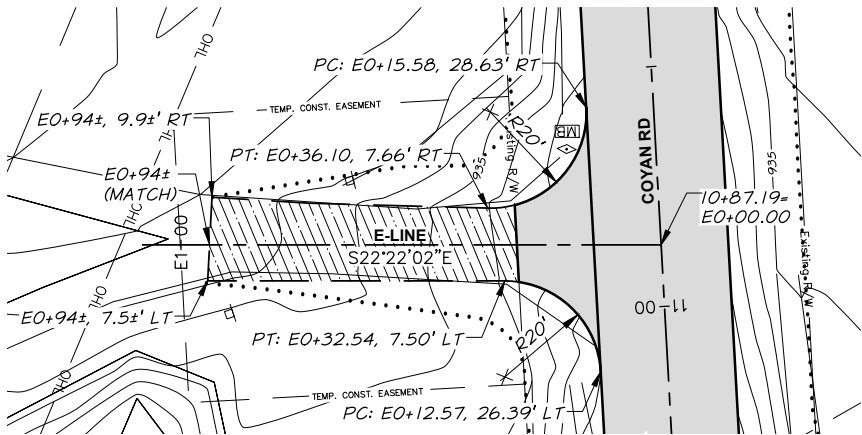 OHL
OHL
PC: E0+15.58, 28.63' RT
TEMP. CONST. EASEMENT
E0+94±, 9.9±' RT
R20'
MB
PT: E0+36.10, 7.66' RT
935'
Existing R/W
E0+94±
(MATCH)
COYAN RD
1
935
10+87.19=
E0+00.00
OHL
E1+00
E-LINE
S22°22'02"E
Existing R/W
OHL
11+00
E0+94±, 7.5±' LT
PT: E0+32.54, 7.50' LT
R20'
OHL
TEMP. CONST. EASEMENT
PC: E0+12.57, 26.39' LT